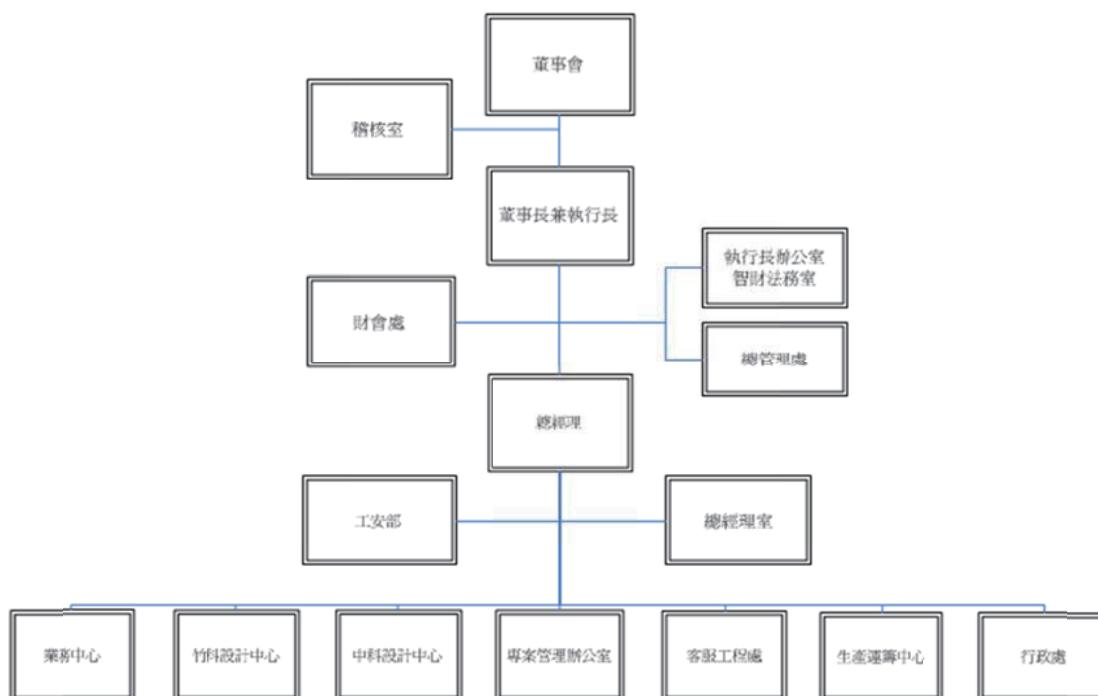 董事會
稽核室
董事長兼執行長
執行長辦公室
智財法務室
財會處
總管理處
總經理
工安部
總經理室
業務中心
竹科設計中心
中科設計中心
專案管理辦公室
客服工程處
生產運籌中心
行政處